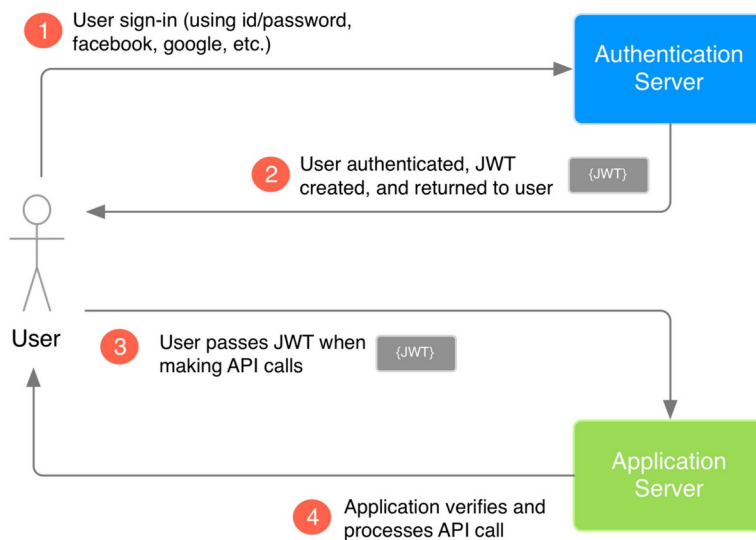 1
User sign-in (using id/password,
facebook, google, etc.)
Authentication
Server
2
User authenticated, JWT
created, and returned to user
{JWT}
User
3
User passes JWT when
making API calls
{JWT}
Application
Server
4
Application verifies and
processes API call